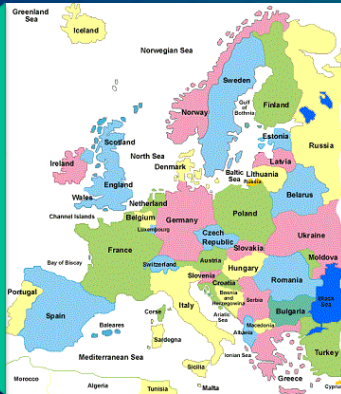 Greenland
Sea
Iceland
Norwegian Sea
Sweden
Finland
Norway
Gulf
of
Bothnia
Estonia
Russia
Scotland
North Sea
Latvia
Denmark
Baltic
Sea
Lithuania
Russia
Ireland
England
Wales
Netherland
Belarus
Channel Islands
Belgium
Germany
Poland
Luxembourg
Czech
Republic
Ukraine
Slovakia
France
Bay of Biscay
Switzerland
Austria
Hungary
Moldova
Slovenia
Croatia
Romania
Portugal
Spain
Italy
Bosnia
and
Herzegovina
Serbia
Black
Sea
Corse
Bulgaria
Baleares
Sardegna
Macedonia
Albania
Turkey
Mediterranean Sea
Ionian Sea
Sicilia
Greece
Morocco
Algeria
Tunisia
Malta